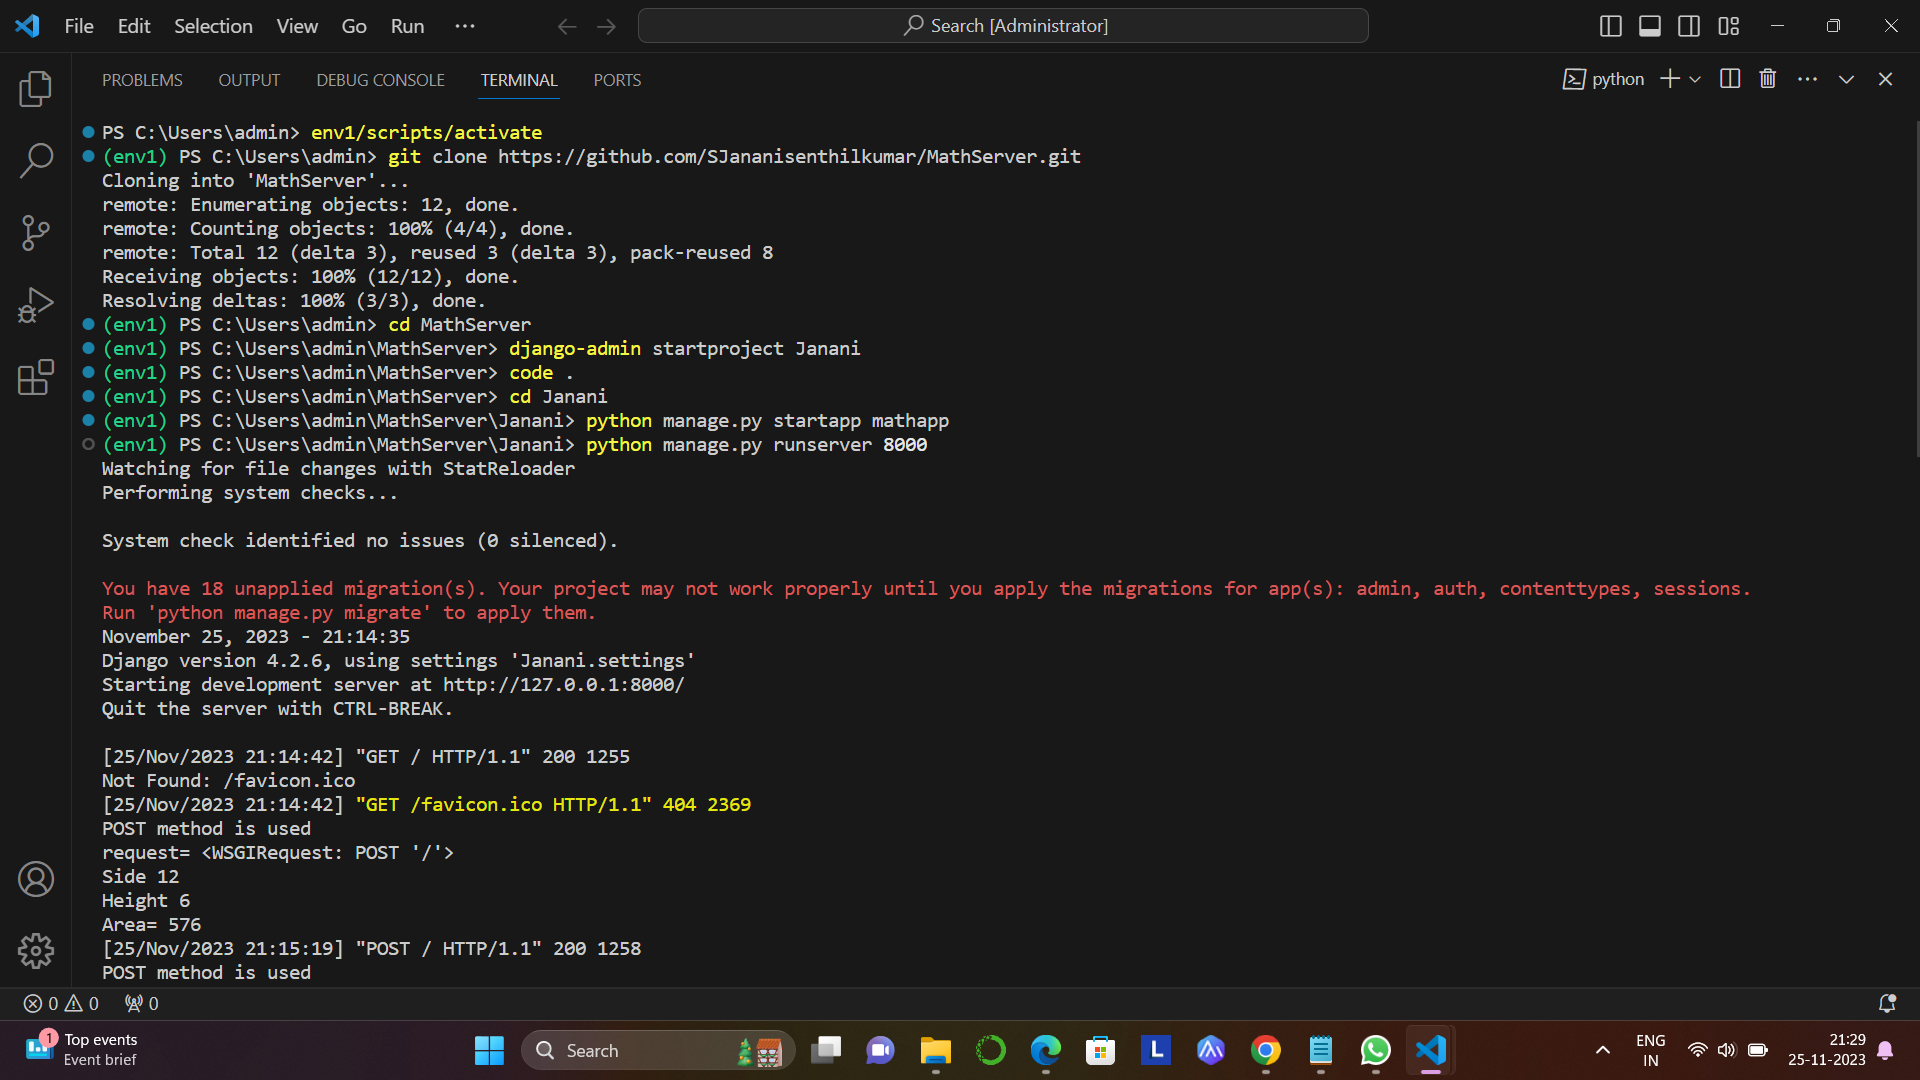 File Edit Selection View Go Run ··· Search [Administrator]
PROBLEMS OUTPUT DEBUG CONSOLE TERMINAL PORTS python
PS C:\Users\admin> env1/scripts/activate
(env1) PS C:\Users\admin> git clone https://github.com/SJananisenthilkumar/MathServer.git
Cloning into 'MathServer'...
remote: Enumerating objects: 12, done.
remote: Counting objects: 100% (4/4), done.
remote: Total 12 (delta 3), reused 3 (delta 3), pack-reused 8
Receiving objects: 100% (12/12), done.
Resolving deltas: 100% (3/3), done.
(env1) PS C:\Users\admin> cd MathServer
(env1) PS C:\Users\admin\MathServer> django-admin startproject Janani
(env1) PS C:\Users\admin\MathServer> code .
(env1) PS C:\Users\admin\MathServer> cd Janani
(env1) PS C:\Users\admin\MathServer\Janani> python manage.py startapp mathapp
(env1) PS C:\Users\admin\MathServer\Janani> python manage.py runserver 8000
Watching for file changes with StatReloader
Performing system checks...
System check identified no issues (0 silenced).
You have 18 unapplied migration(s). Your project may not work properly until you apply the migrations for app(s): admin, auth, contenttypes, sessions.
Run 'python manage.py migrate' to apply them.
November 25, 2023 - 21:14:35
Django version 4.2.6, using settings 'Janani.settings'
Starting development server at http://127.0.0.1:8000/
Quit the server with CTRL-BREAK.
[25/Nov/2023 21:14:42] "GET / HTTP/1.1" 200 1255
Not Found: /favicon.ico
[25/Nov/2023 21:14:42] "GET /favicon.ico HTTP/1.1" 404 2369
POST method is used
request= <WSGIRequest: POST '/'>
Side 12
Height 6
Area= 576
[25/Nov/2023 21:15:19] "POST / HTTP/1.1" 200 1258
POST method is used
0 0 0
1 Top events
Event brief
Search
L
ENG
IN
21:29
25-11-2023